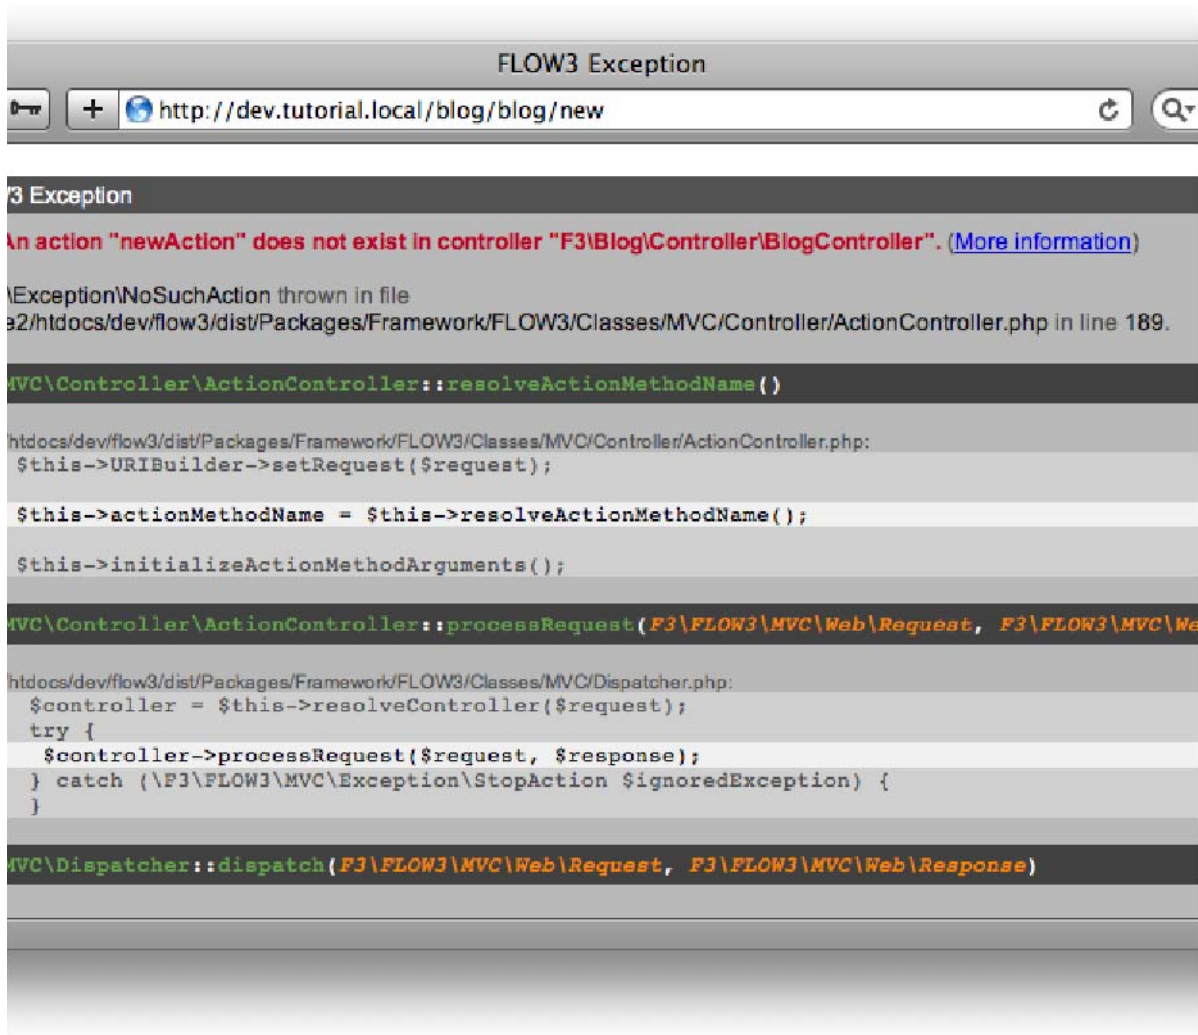 FLOW3 Exception
http://dev.tutorial.local/blog/blog/new
/3 Exception
An action "newAction" does not exist in controller "F3\Blog\Controller\BlogController". (More information)
\Exception\NoSuchAction thrown in file
e2/htdocs/dev/flow3/dist/Packages/Framework/FLOW3/Classes/MVC/Controller/ActionController.php in line 189.
MVC\Controller\ActionController::resolveActionMethodName()
htdocs/dev/flow3/dist/Packages/Framework/FLOW3/Classes/MVC/Controller/ActionController.php:
$this->URIBuilder->setRequest($request);
$this->actionMethodName = $this->resolveActionMethodName();
$this->initializeActionMethodArguments();
MVC\Controller\ActionController::processRequest(F3\FLOW3\MVC\Web\Request, F3\FLOW3\MVC\We
htdocs/dev/flow3/dist/Packages/Framework/FLOW3/Classes/MVC/Dispatcher.php:
$controller = $this->resolveController($request);
try {
$controller->processRequest($request, $response);
} catch (\F3\FLOW3\MVC\Exception\StopAction $ignoredException) {
}
MVC\Dispatcher::dispatch(F3\FLOW3\MVC\Web\Request, F3\FLOW3\MVC\Web\Response)